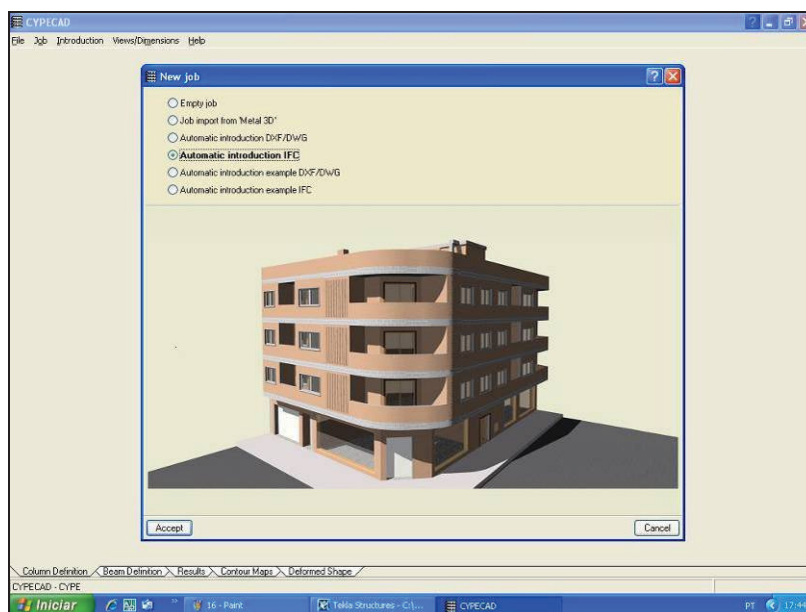 CYPECAD
File Job Introduction Views/Dimensions Help
New job
Empty job
Job import from 'Metal 3D'
Automatic introduction DXF/DWG
Automatic introduction IFC
Automatic introduction example DXF/DWG
Automatic introduction example IFC
Accept Cancel
Column Definition Beam Definition Results Contour Maps Deformed Shape
CYPECAD - CYPE
Iniciar 16 - Paint Tekla Structures - C:\... CYPECAD PT 17:44